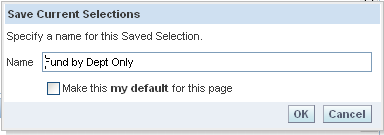 Save Current Selections
Specify a name for this Saved Selection.
Name Fund by Dept Only
Make this my default for this page
OK Cancel